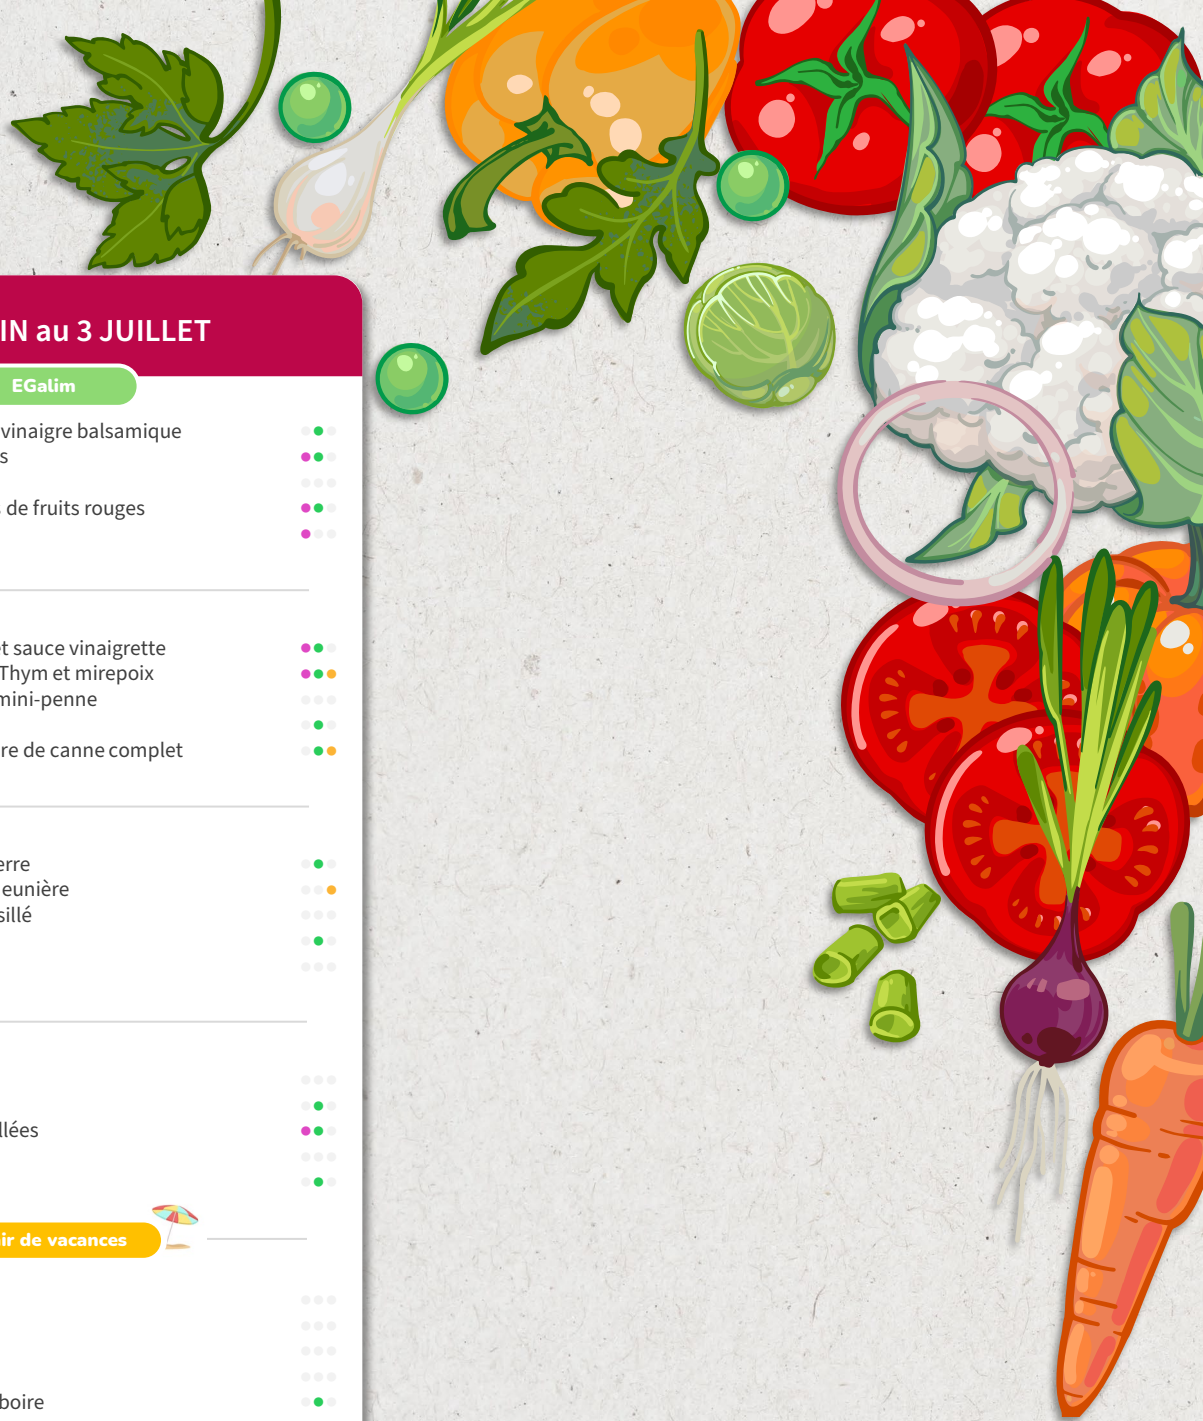 IN au 3 JUILLET
EGalim
vinaigre balsamique
s
de fruits rouges
et sauce vinaigrette
Thym et mirepoix
mini-penne
re de canne complet
erre
eunière
sillé
llées
ir de vacances
boire